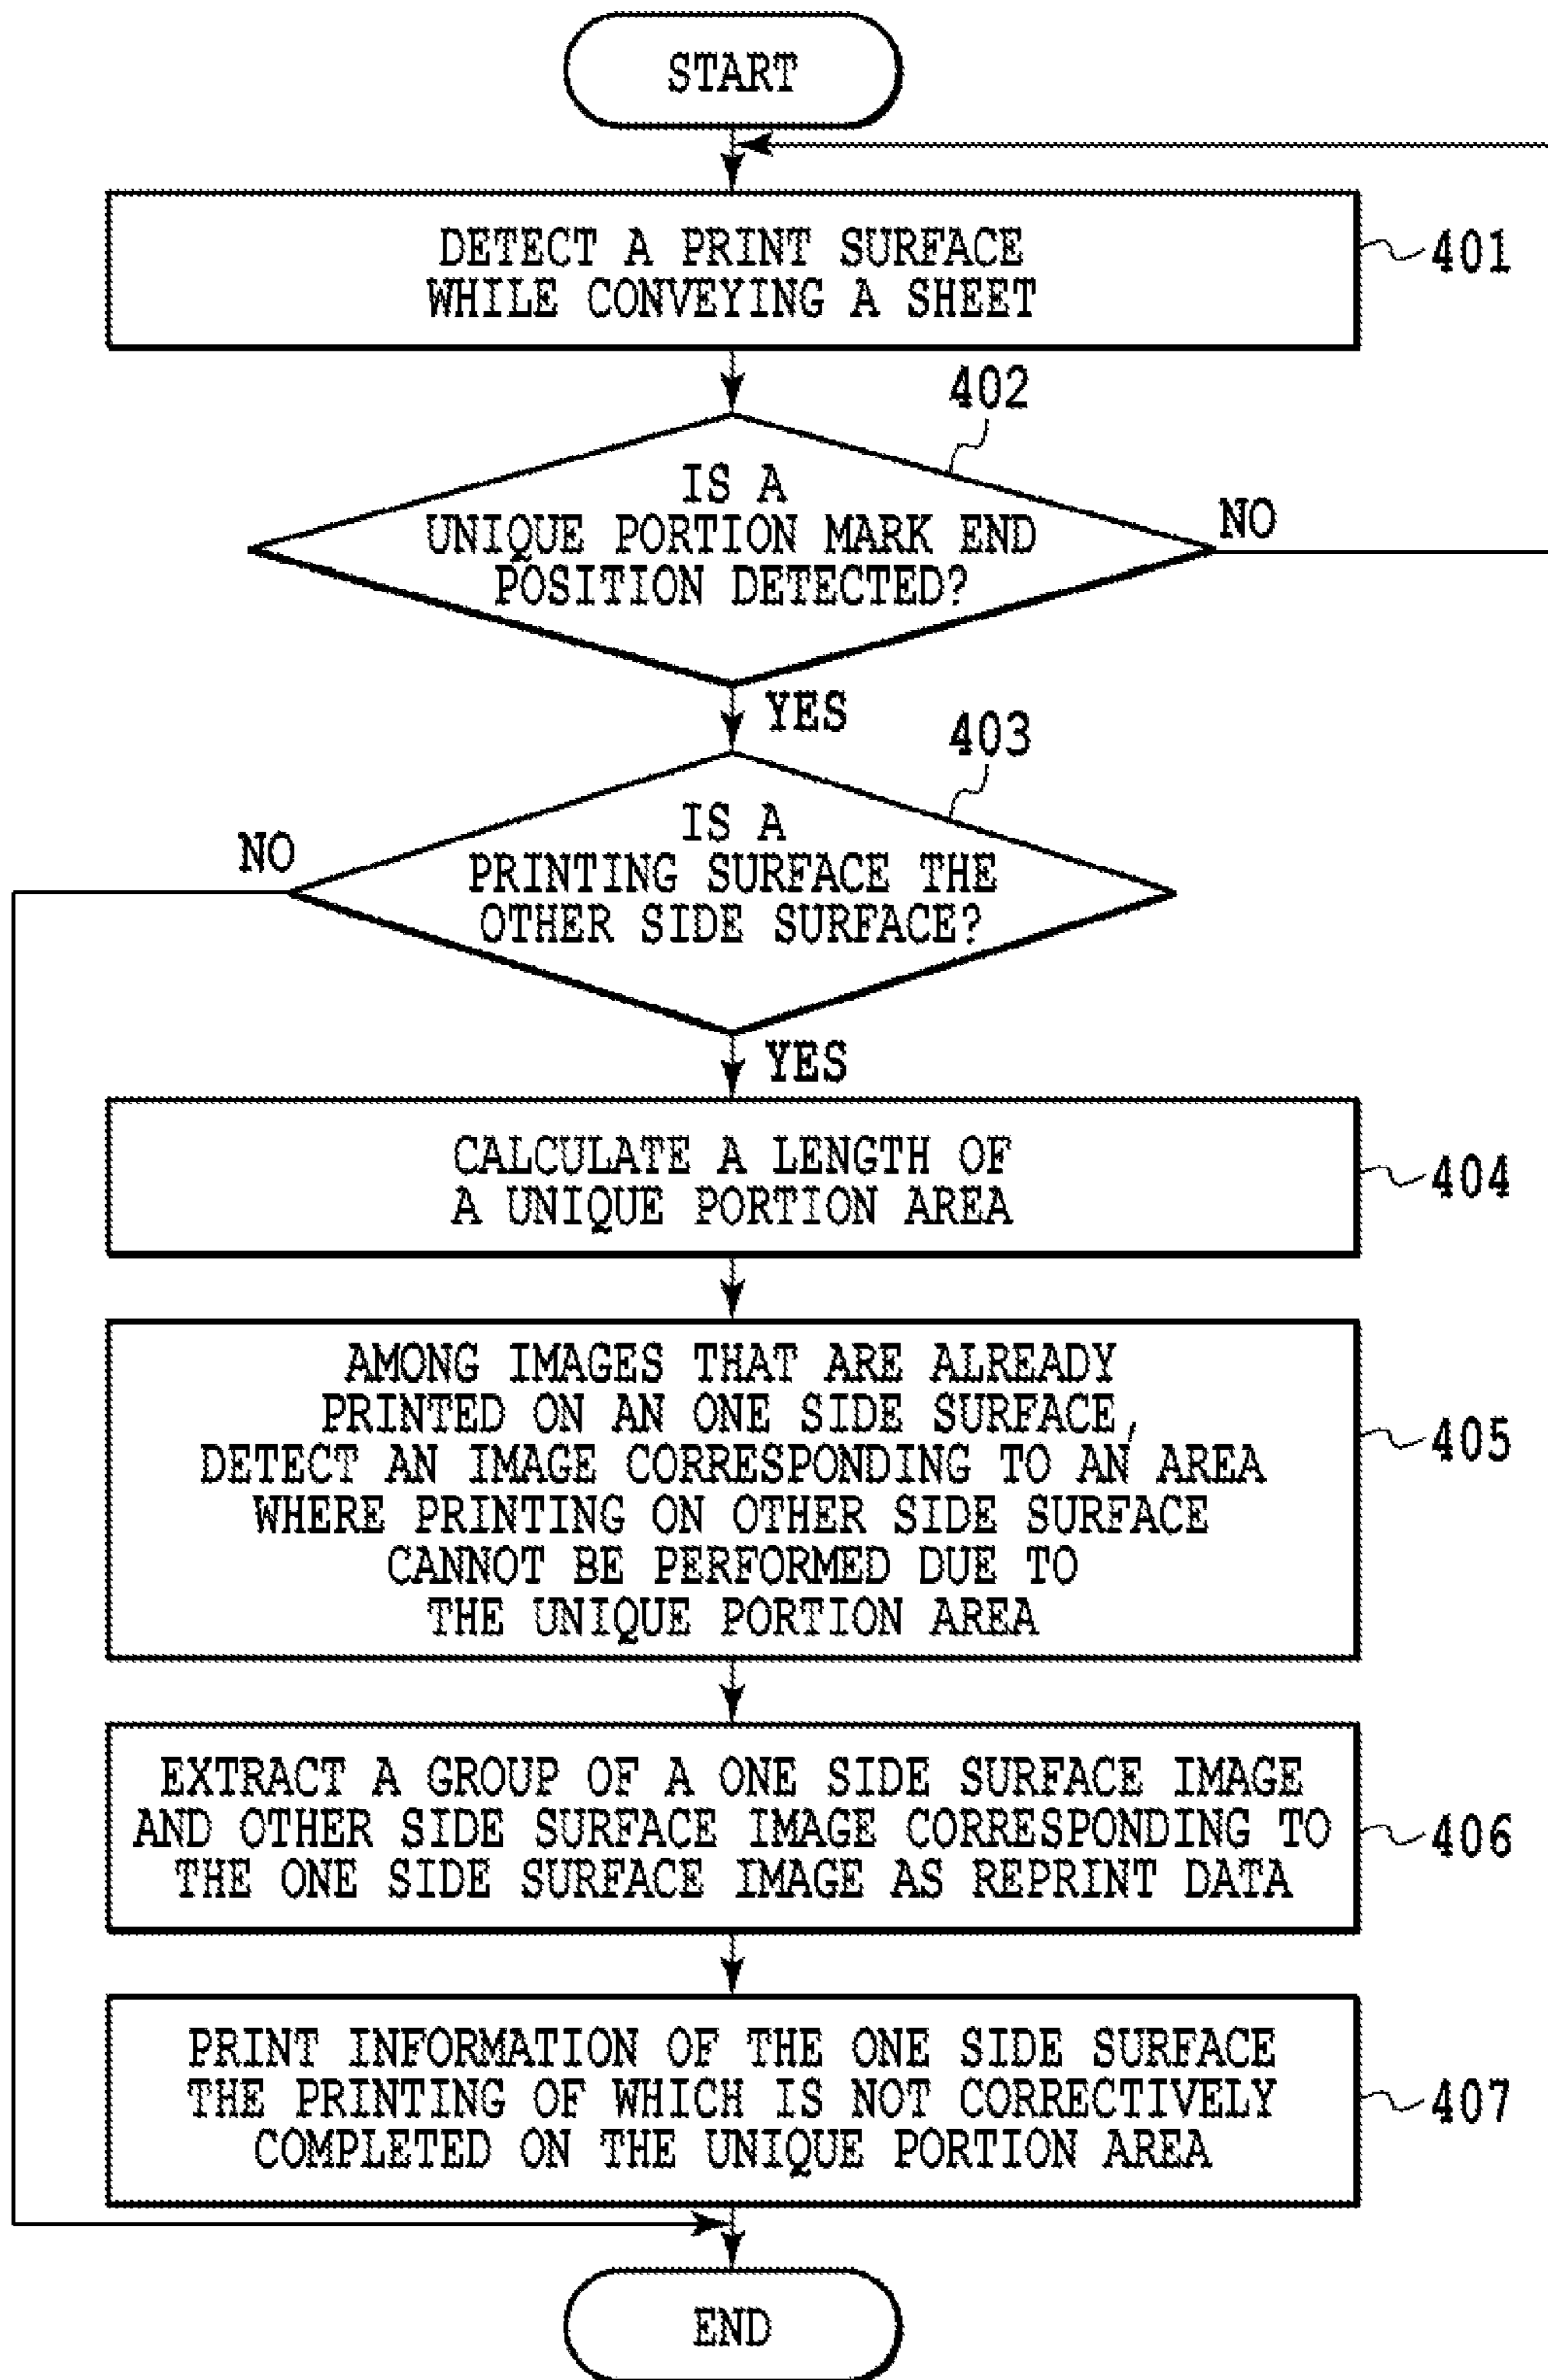 START
DETECT A PRINT SURFACE
WHILE CONVEYING A SHEET
401
402
IS A
UNIQUE PORTION MARK END
POSITION DETECTED?
NO
YES
403
IS A
PRINTING SURFACE THE
OTHER SIDE SURFACE?
NO
YES
CALCULATE A LENGTH OF
A UNIQUE PORTION AREA
404
AMONG IMAGES THAT ARE ALREADY
PRINTED ON AN ONE SIDE SURFACE,
DETECT AN IMAGE CORRESPONDING TO AN AREA
WHERE PRINTING ON OTHER SIDE SURFACE
CANNOT BE PERFORMED DUE TO
THE UNIQUE PORTION AREA
405
EXTRACT A GROUP OF A ONE SIDE SURFACE IMAGE
AND OTHER SIDE SURFACE IMAGE CORRESPONDING TO
THE ONE SIDE SURFACE IMAGE AS REPRINT DATA
406
PRINT INFORMATION OF THE ONE SIDE SURFACE
THE PRINTING OF WHICH IS NOT CORRECTIVELY
COMPLETED ON THE UNIQUE PORTION AREA
407
END